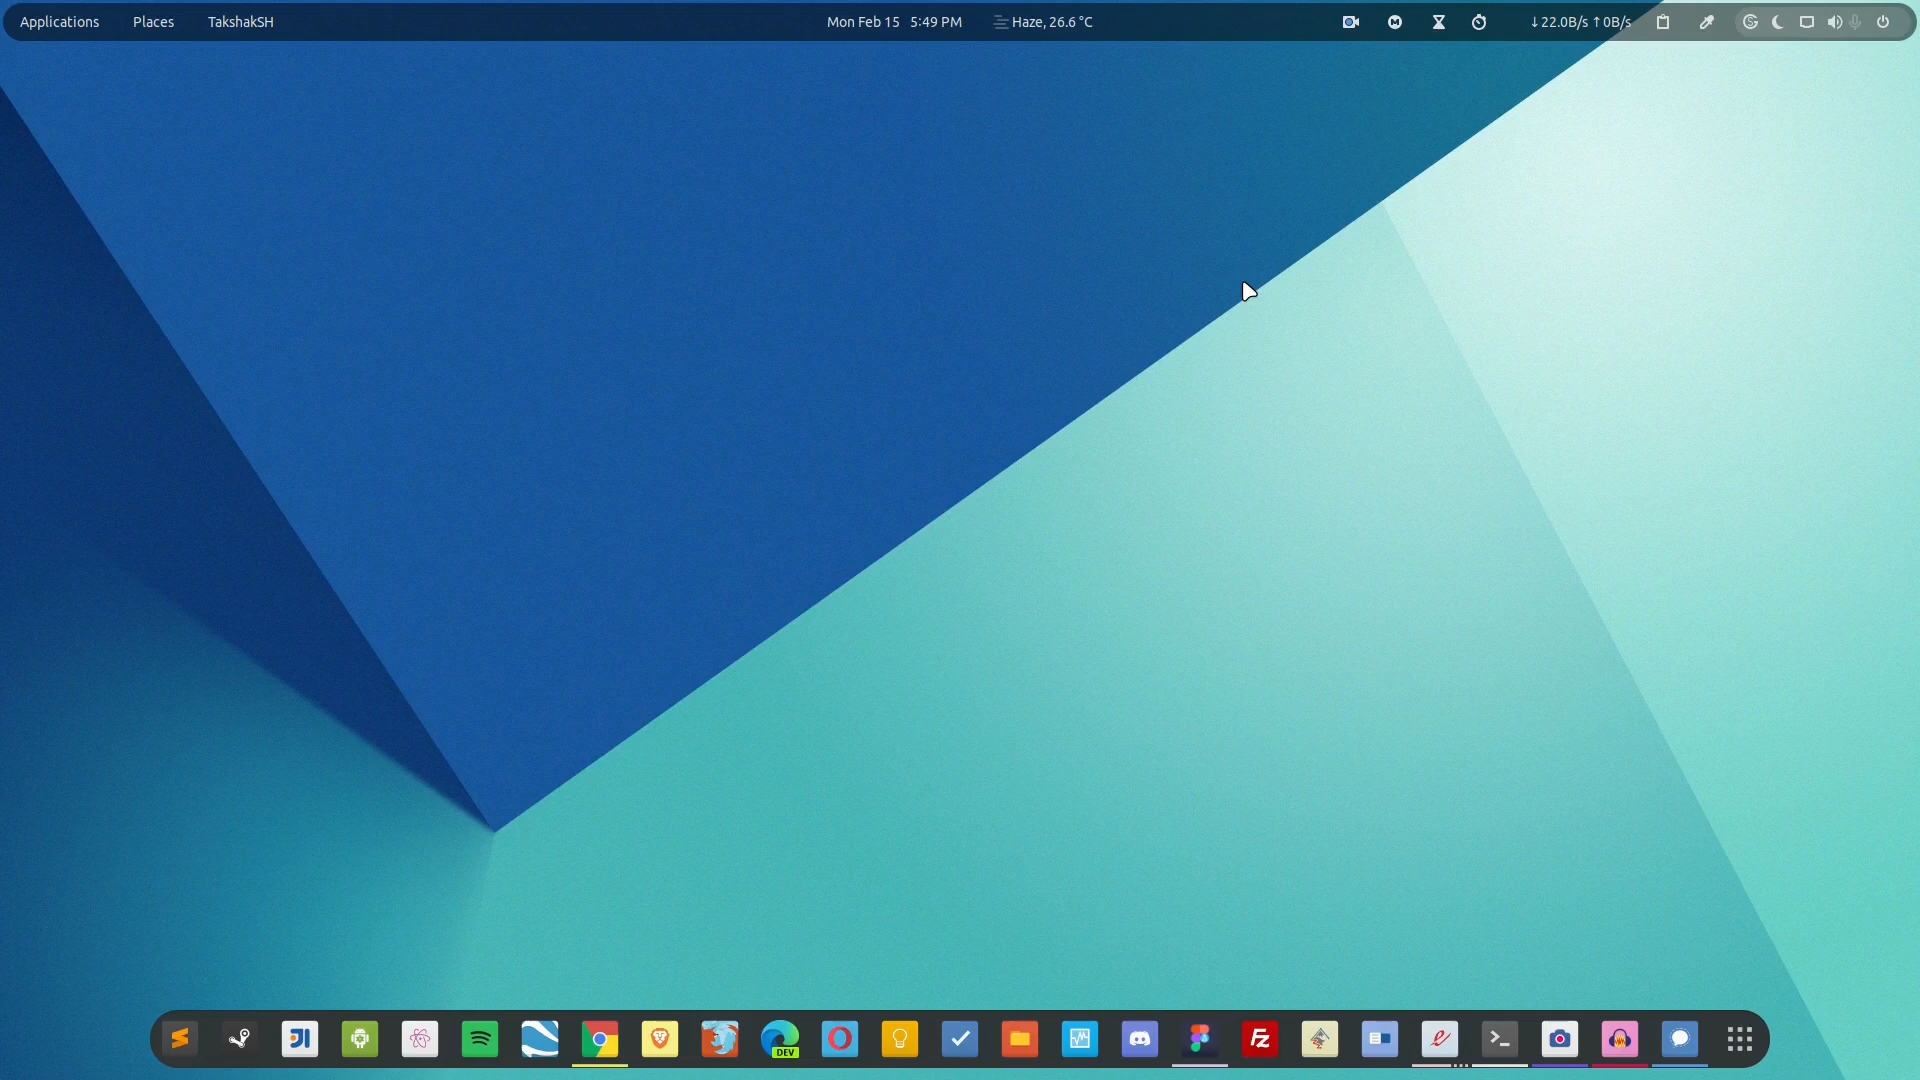 Applications Places TakshakSH Mon Feb 15 5:49 PM Haze, 26.6 °C ↓22.0B/s ↑0B/s
DEV